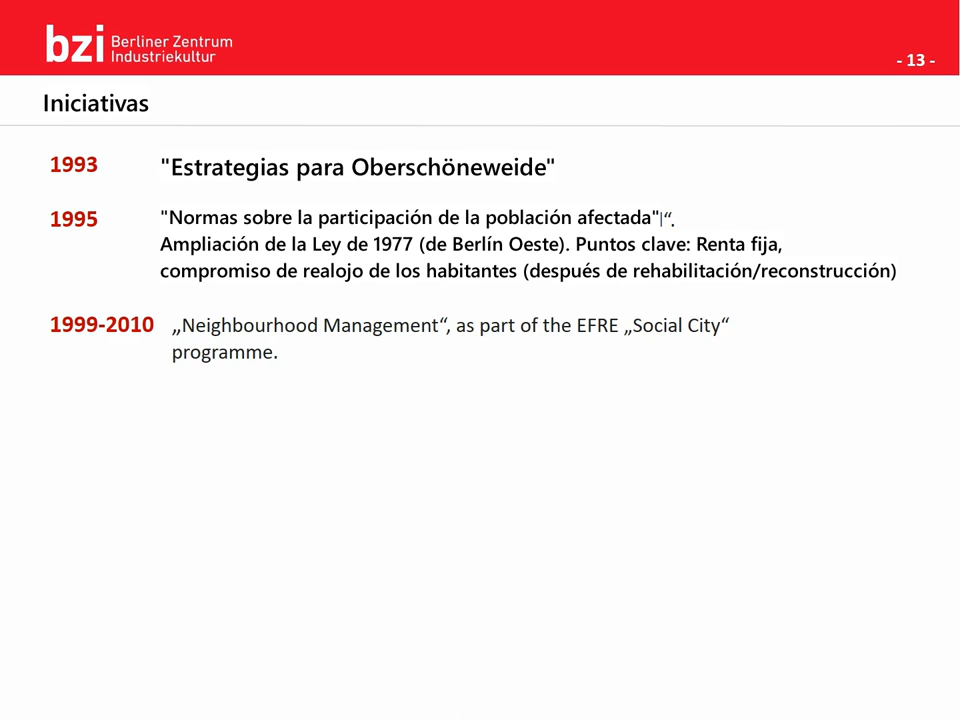 bzi Berliner Zentrum
Industriekultur
- 13 -
Iniciativas
1993 "Estrategias para Oberschöneweide"
1995 "Normas sobre la participación de la población afectada"|“.
Ampliación de la Ley de 1977 (de Berlín Oeste). Puntos clave: Renta fija,
compromiso de realojo de los habitantes (después de rehabilitación/reconstrucción)
1999-2010 „Neighbourhood Management“, as part of the EFRE „Social City“
programme.